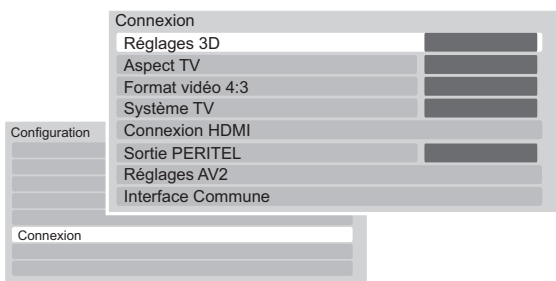 Connexion
Réglages 3D
Aspect TV
Format vidéo 4:3
Système TV
Connexion HDMI
Sortie PERITEL
Réglages AV2
Interface Commune
Configuration
Connexion